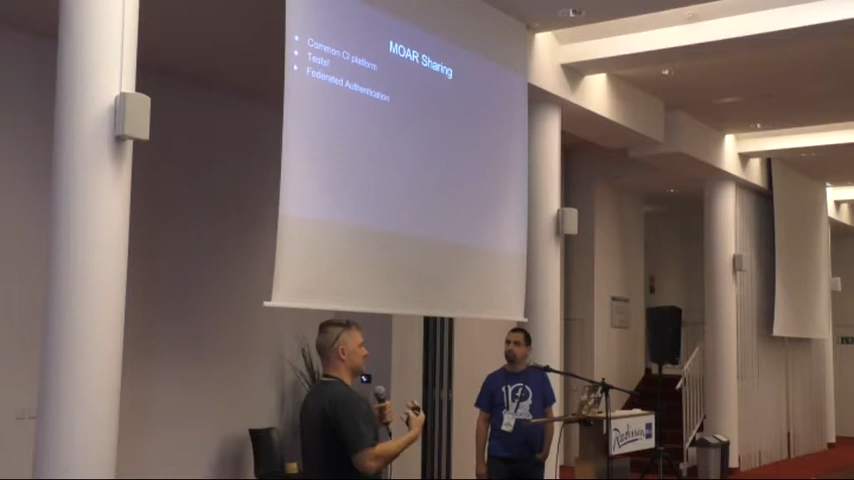 MOAR Sharing
Common CI platform
Tests!
Federated Authentication
Radisson